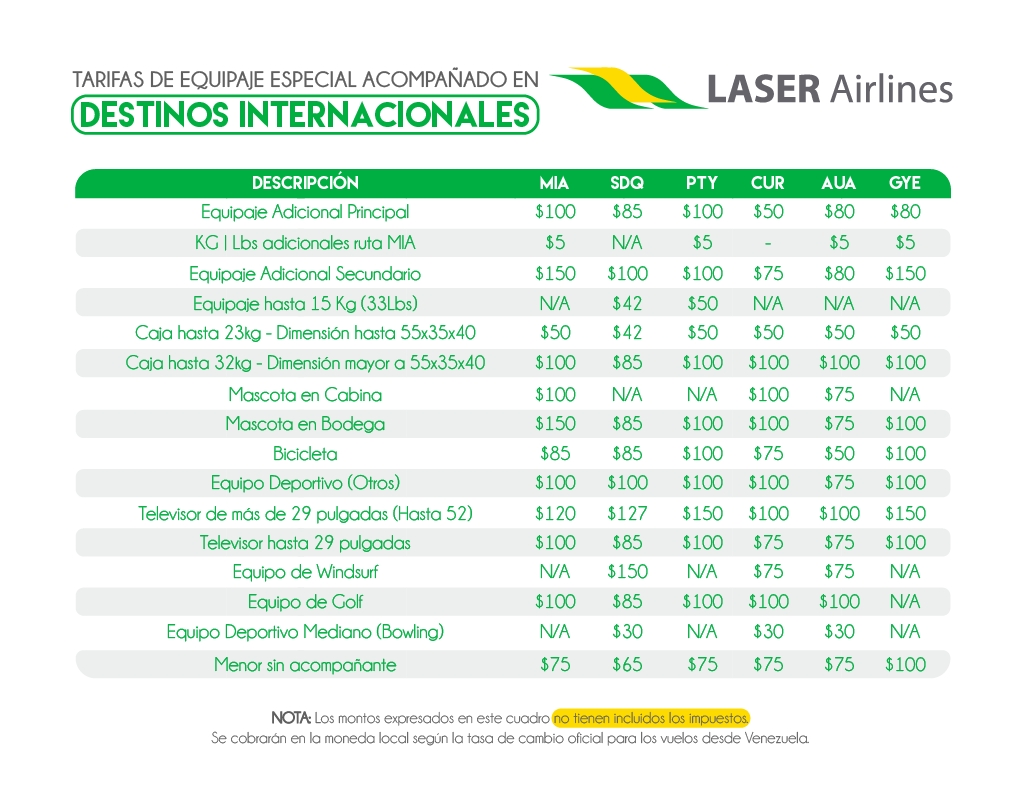 TARIFAS DE EQUIPAJE ESPECIAL ACOMPAÑADO EN
DESTINOS INTERNACIONALES
LASER Airlines
DESCRIPCIÓN MIA SDQ PTY CUR AUA GYE
Equipaje Adicional Principal $100 $85 $100 $50 $80 $80
KG | Lbs adicionales ruta MIA $5 N/A $5 - $5 $5
Equipaje Adicional Secundario $150 $100 $100 $75 $80 $150
Equipaje hasta 15 Kg (33Lbs) N/A $42 $50 N/A N/A N/A
Caja hasta 23kg - Dimensión hasta 55x35x40 $50 $42 $50 $50 $50 $50
Caja hasta 32kg - Dimensión mayor a 55x35x40 $100 $85 $100 $100 $100 $100
Mascota en Cabina $100 N/A N/A $100 $75 N/A
Mascota en Bodega $150 $85 $100 $100 $75 $100
Bicicleta $85 $85 $100 $75 $50 $100
Equipo Deportivo (Otros) $100 $100 $100 $100 $75 $100
Televisor de más de 29 pulgadas (Hasta 52) $120 $127 $150 $100 $100 $150
Televisor hasta 29 pulgadas $100 $85 $100 $75 $75 $100
Equipo de Windsurf N/A $150 N/A $75 $75 N/A
Equipo de Golf $100 $85 $100 $100 $100 N/A
Equipo Deportivo Mediano (Bowling) N/A $30 N/A $30 $30 N/A
Menor sin acompañante $75 $65 $75 $75 $75 $100
NOTA: Los montos expresados en este cuadro no tienen incluidos los impuestos.
Se cobrarán en la moneda local según la tasa de cambio oficial para los vuelos desde Venezuela.